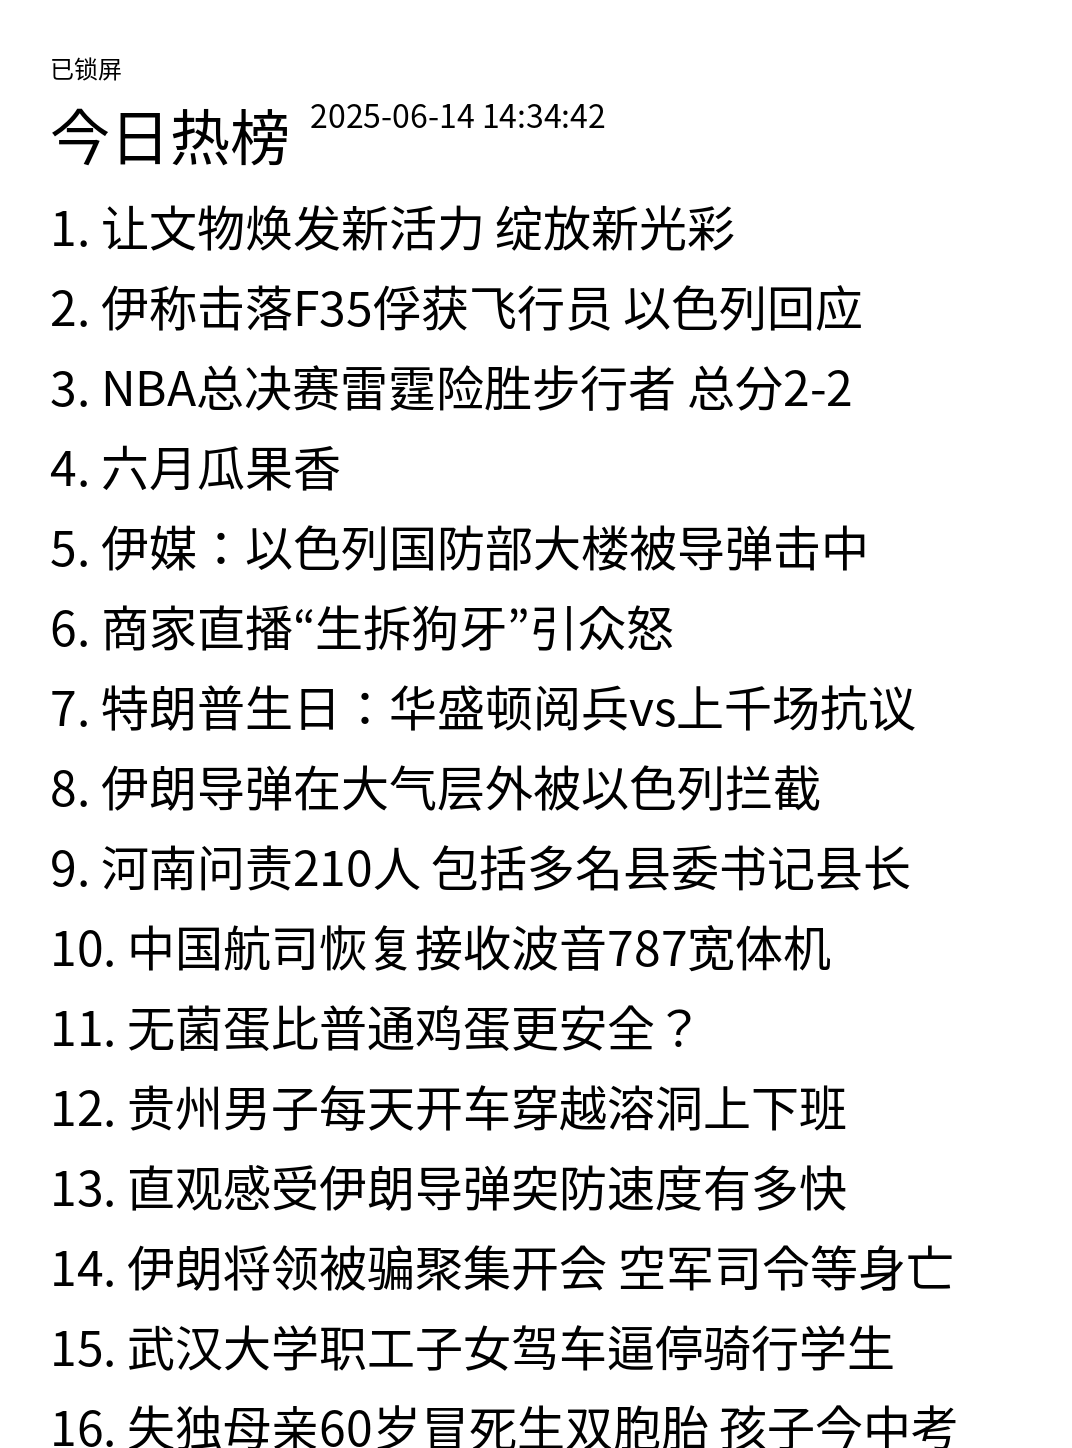 已锁屏
今日热榜 2025-06-14 14:34:42
1. 让文物焕发新活力 绽放新光彩
2. 伊称击落F35俘获飞行员 以色列回应
3. NBA总决赛雷霆险胜步行者 总分2-2
4. 六月瓜果香
5. 伊媒：以色列国防部大楼被导弹击中
6. 商家直播“生拆狗牙”引众怒
7. 特朗普生日：华盛顿阅兵vs上千场抗议
8. 伊朗导弹在大气层外被以色列拦截
9. 河南问责210人 包括多名县委书记县长
10. 中国航司恢复接收波音787宽体机
11. 无菌蛋比普通鸡蛋更安全？
12. 贵州男子每天开车穿越溶洞上下班
13. 直观感受伊朗导弹突防速度有多快
14. 伊朗将领被骗聚集开会 空军司令等身亡
15. 武汉大学职工子女驾车逼停骑行学生
16. 失独母亲60岁冒死生双胞胎 孩子今中考